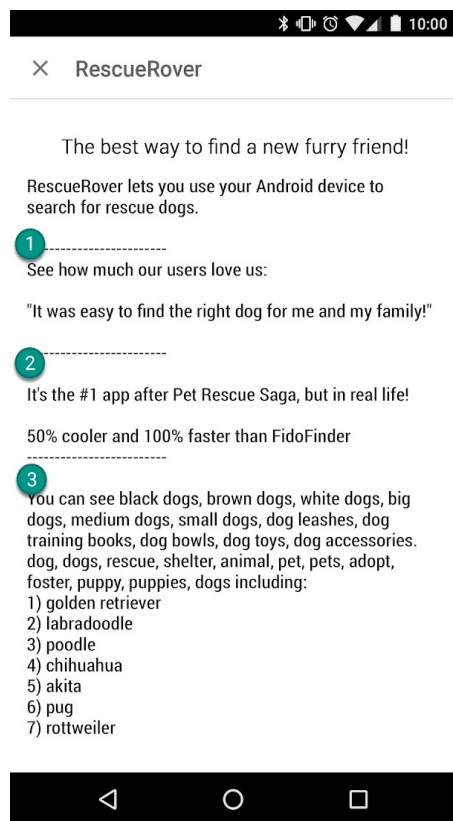 10:00
RescueRover
The best way to find a new furry friend!
RescueRover lets you use your Android device to
search for rescue dogs.
1
----------------------
See how much our users love us:
"It was easy to find the right dog for me and my family!"
----------------------
2
It's the #1 app after Pet Rescue Saga, but in real life!
50% cooler and 100% faster than FidoFinder
-------------------------
3
You can see black dogs, brown dogs, white dogs, big
dogs, medium dogs, small dogs, dog leashes, dog
training books, dog bowls, dog toys, dog accessories.
dog, dogs, rescue, shelter, animal, pet, pets, adopt,
foster, puppy, puppies, dogs including:
1) golden retriever
2) labradoodle
3) poodle
4) chihuahua
5) akita
6) pug
7) rottweiler